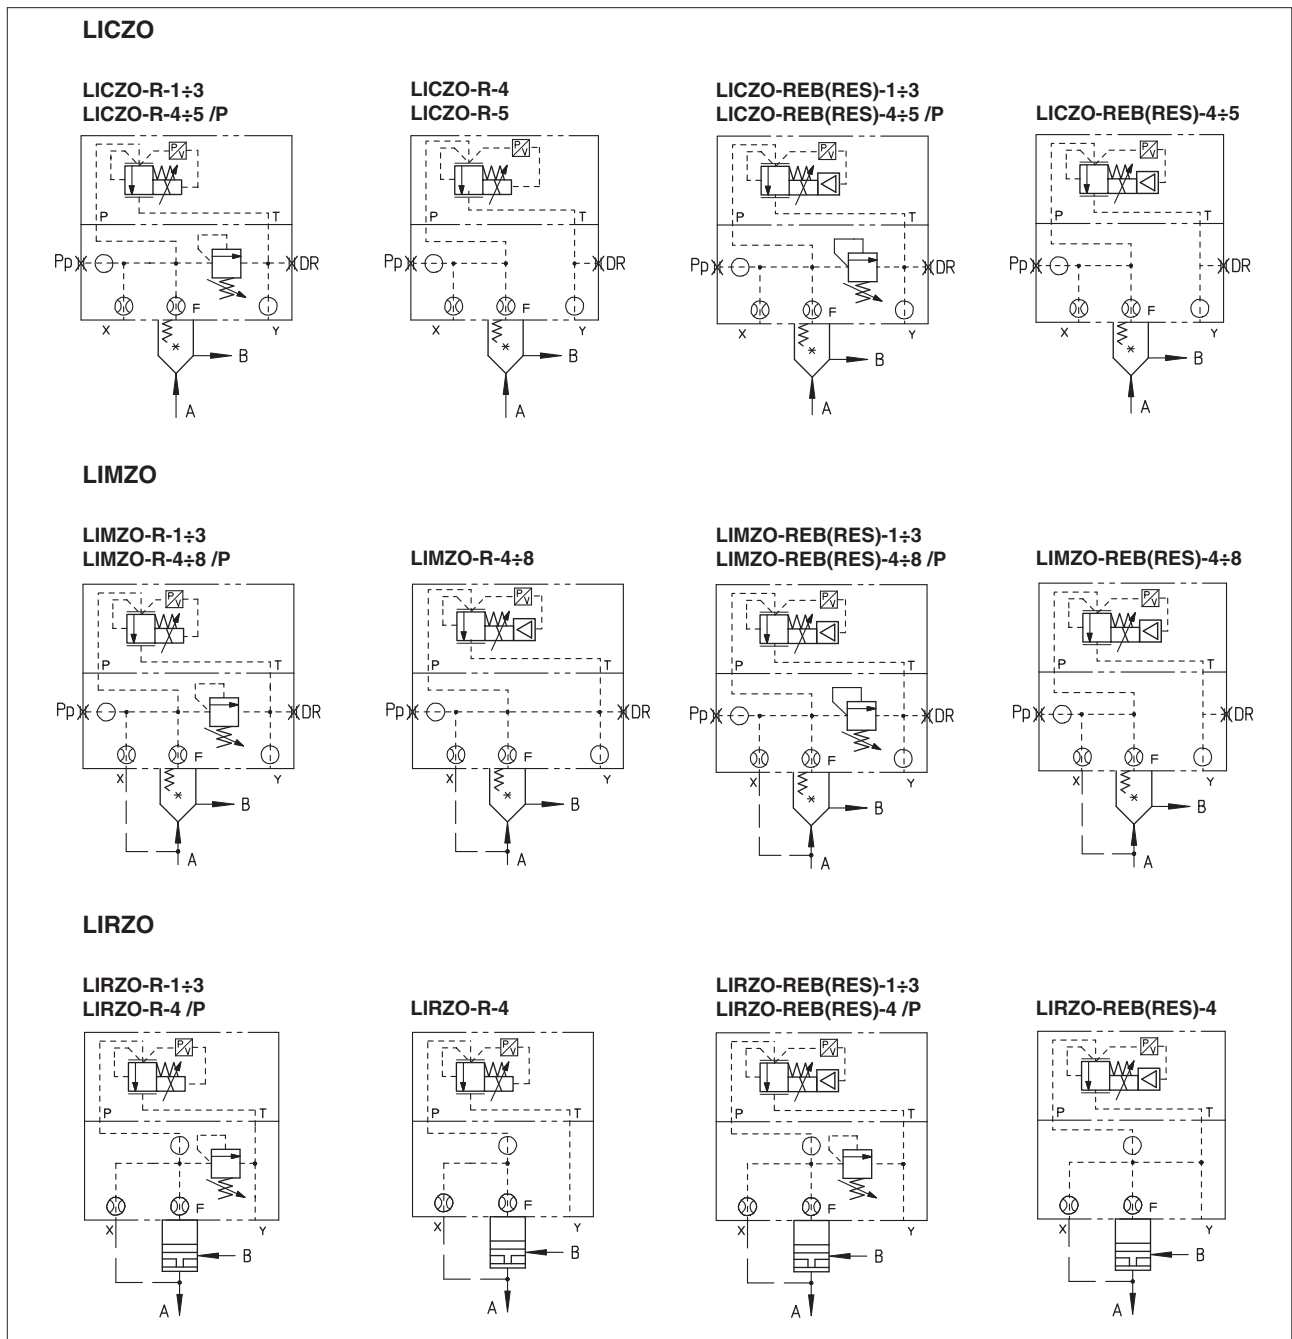 LICZO
LICZO-R-1÷3
LICZO-R-4÷5 /P
LICZO-R-4
LICZO-R-5
LICZO-REB(RES)-1÷3
LICZO-REB(RES)-4÷5 /P
LICZO-REB(RES)-4÷5
P/V P/V P/V P/V
P T P T P T P T
Pp DR Pp DR Pp DR Pp DR
X F Y X F Y X F Y X F Y
B B B B
A A A A
LIMZO
LIMZO-R-1÷3
LIMZO-R-4÷8 /P
LIMZO-R-4÷8
LIMZO-REB(RES)-1÷3
LIMZO-REB(RES)-4÷8 /P
LIMZO-REB(RES)-4÷8
P/V P/V P/V P/V
P T P T P T P T
Pp DR Pp DR Pp DR Pp DR
X F Y X F Y X F Y X F Y
B B B B
A A A A
LIRZO
LIRZO-R-1÷3
LIRZO-R-4 /P
LIRZO-R-4
LIRZO-REB(RES)-1÷3
LIRZO-REB(RES)-4 /P
LIRZO-REB(RES)-4
P/V P/V P/V P/V
P T P T P T P T
X F Y X F Y X F Y X F Y
B B B B
A A A A